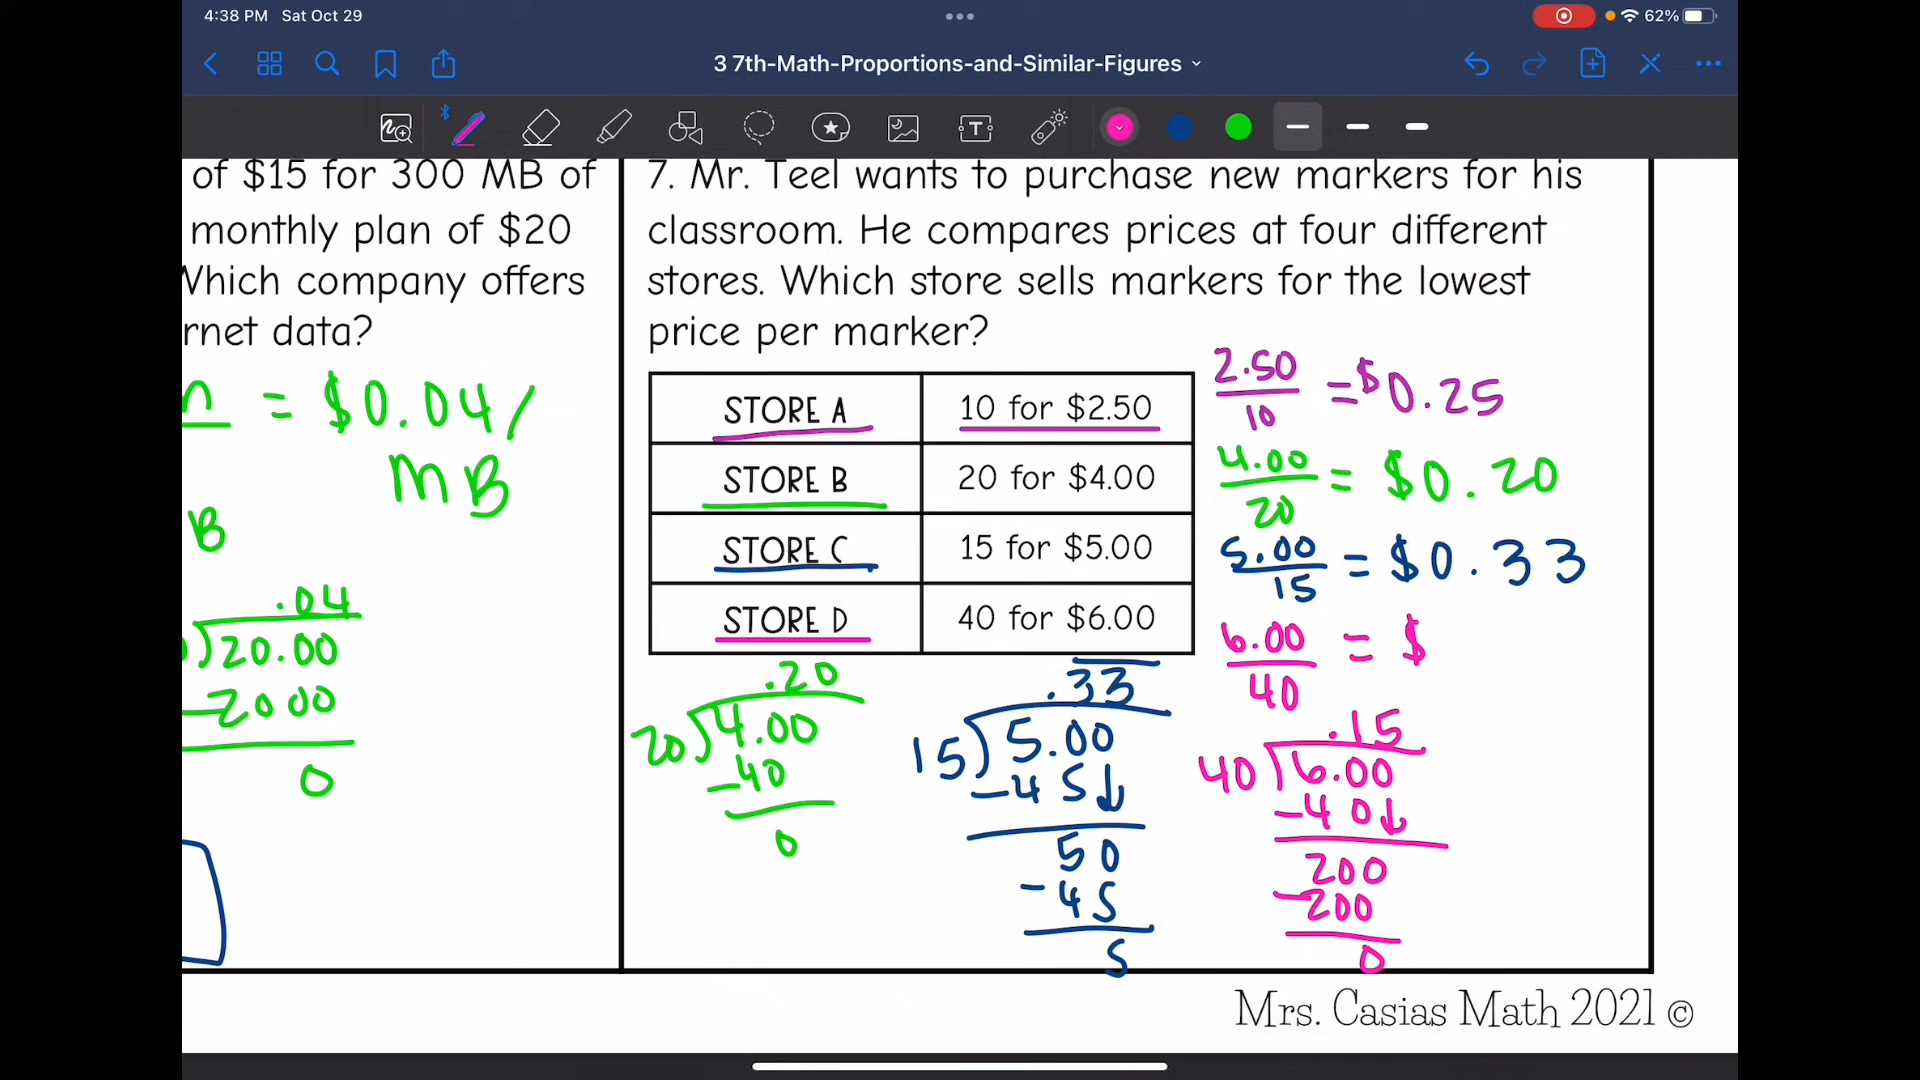 4:38 PM Sat Oct 29
62%
3 7th-Math-Proportions-and-Similar-Figures
of $15 for 300 MB of
monthly plan of $20
Which company offers
rnet data?
= $0.04/
MB
B
.04
)20.00
-2000
0
7. Mr. Teel wants to purchase new markers for his
classroom. He compares prices at four different
stores. Which store sells markers for the lowest
price per marker?
STORE A 10 for $2.50
STORE B 20 for $4.00
STORE C 15 for $5.00
STORE D 40 for $6.00
2.50
10
=$0.25
4.00
20
= $0.20
5.00
15
= $0.33
6.00
40
= $
.20
20)4.00
-40
0
.33
15)5.00
-45↓
50
-45
5
.15
40)6.00
-40↓
200
-200
0
Mrs. Casias Math 2021 ©